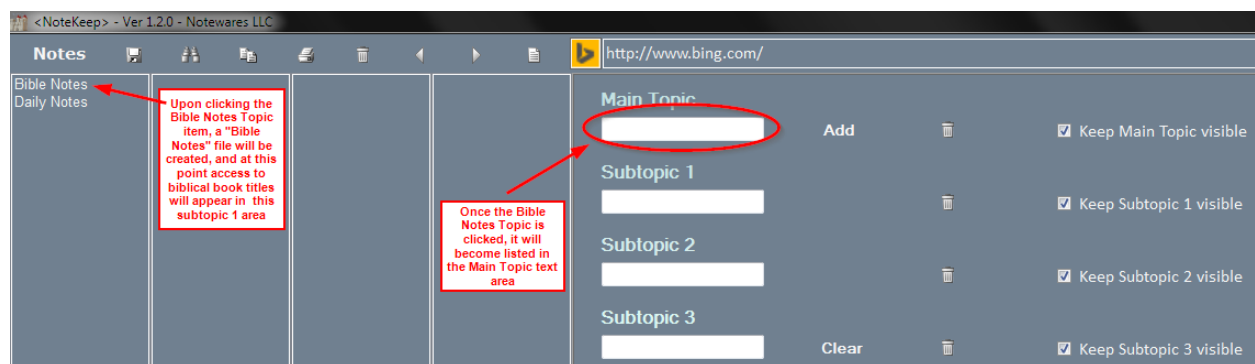 <NoteKeep> - Ver 1.2.0 - Notewares LLC
Notes
http://www.bing.com/
Bible Notes
Daily Notes
Upon clicking the
Bible Notes Topic
item, a "Bible
Notes" file will be
created, and at this
point access to
biblical book titles
will appear in this
subtopic 1 area
Once the Bible
Notes Topic is
clicked, it will
become listed in
the Main Topic text
area
Main Topic
Add
Keep Main Topic visible
Subtopic 1
Keep Subtopic 1 visible
Subtopic 2
Keep Subtopic 2 visible
Subtopic 3
Clear
Keep Subtopic 3 visible